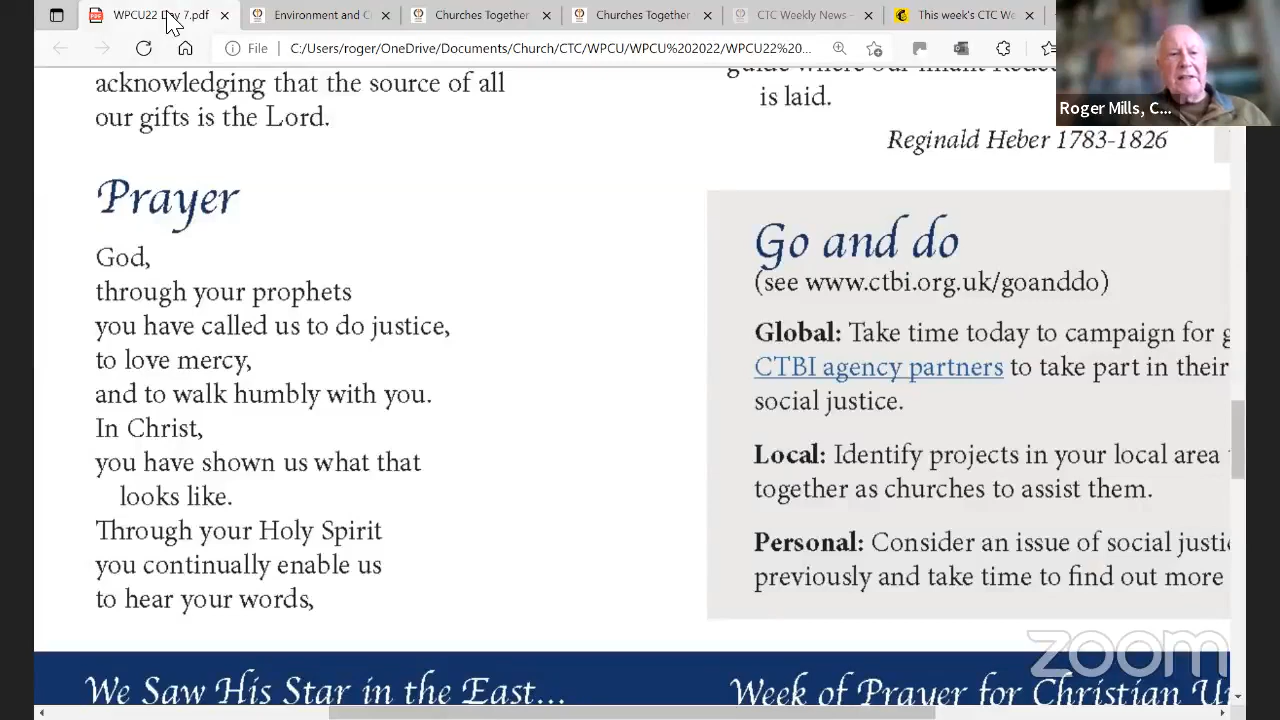 WPCU22 Day 7.pdf
Environment and C
Churches Together
Churches Together
CTC Weekly News –
This week's CTC We
File
C:/Users/roger/OneDrive/Documents/Church/CTC/WPCU/WPCU%202022/WPCU22%20...
Roger Mills, C...
acknowledging that the source of all
our gifts is the Lord.
Prayer
God,
through your prophets
you have called us to do justice,
to love mercy,
and to walk humbly with you.
In Christ,
you have shown us what that
looks like.
Through your Holy Spirit
you continually enable us
to hear your words,
is laid.
Reginald Heber 1783-1826
Go and do
(see www.ctbi.org.uk/goanddo)
Global: Take time today to campaign for g
CTBI agency partners to take part in their
social justice.
Local: Identify projects in your local area
together as churches to assist them.
Personal: Consider an issue of social justi
previously and take time to find out more
zoom
We Saw His Star in the East...
Week of Prayer for Christian Un